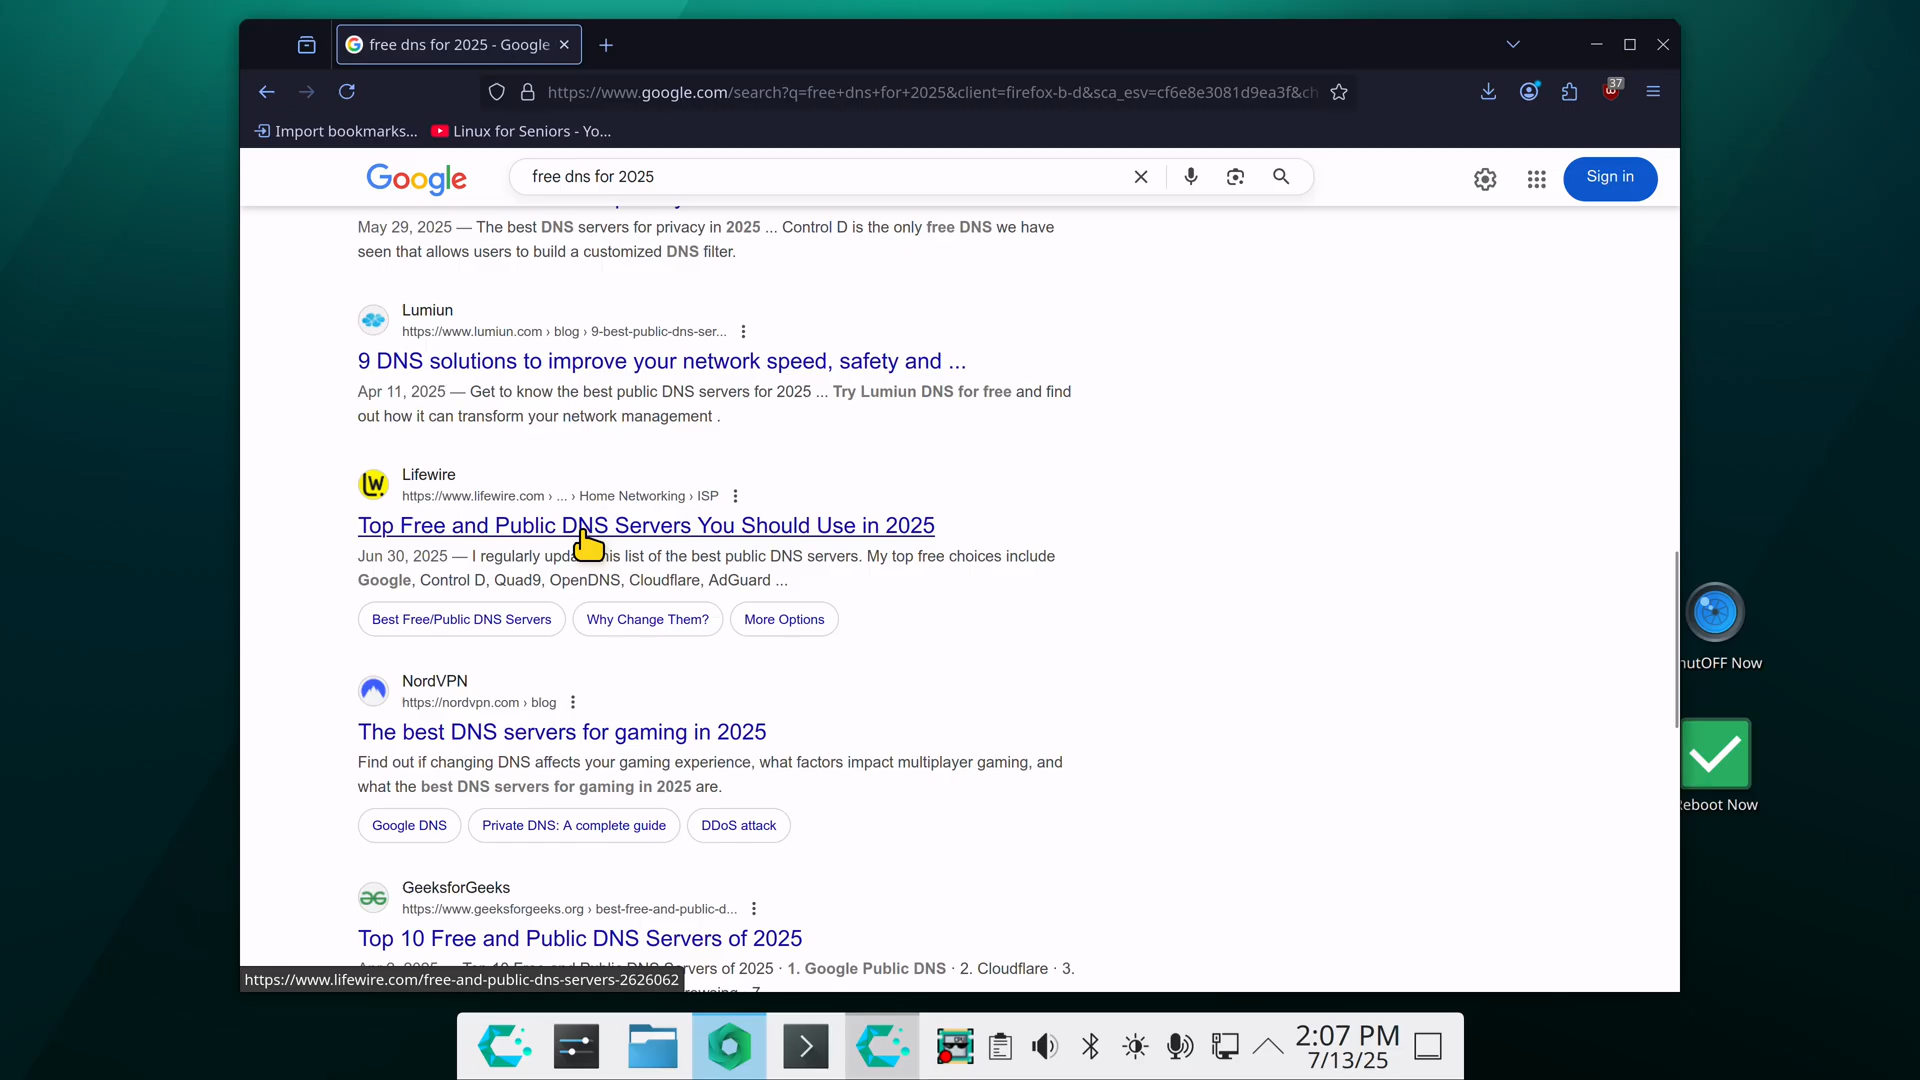 free dns for 2025 - Google
https://www.google.com/search?q=free+dns+for+2025&client=firefox-b-d&sca_esv=cf6e8e3081d9ea3f&ch
37
Import bookmarks...
Linux for Seniors - Yo...
Google
free dns for 2025
Sign in
May 29, 2025 — The best DNS servers for privacy in 2025 ... Control D is the only free DNS we have
seen that allows users to build a customized DNS filter.
Lumiun
https://www.lumiun.com › blog › 9-best-public-dns-ser...
9 DNS solutions to improve your network speed, safety and ...
Apr 11, 2025 — Get to know the best public DNS servers for 2025 ... Try Lumiun DNS for free and find
out how it can transform your network management .
Lifewire
https://www.lifewire.com › ... › Home Networking › ISP
Top Free and Public DNS Servers You Should Use in 2025
Jun 30, 2025 — I regularly this list of the best public DNS servers. My top free choices include
Google, Control D, Quad9, OpenDNS, Cloudflare, AdGuard ...
Best Free/Public DNS Servers
Why Change Them?
More Options
NordVPN
https://nordvpn.com › blog
The best DNS servers for gaming in 2025
Find out if changing DNS affects your gaming experience, what factors impact multiplayer gaming, and
what the best DNS servers for gaming in 2025 are.
Google DNS
Private DNS: A complete guide
DDoS attack
GeeksforGeeks
https://www.geeksforgeeks.org › best-free-and-public-d...
Top 10 Free and Public DNS Servers of 2025
Servers of 2025 · 1. Google Public DNS · 2. Cloudflare · 3.
https://www.lifewire.com/free-and-public-dns-servers-2626062
utOFF Now
eboot Now
2:07 PM
7/13/25